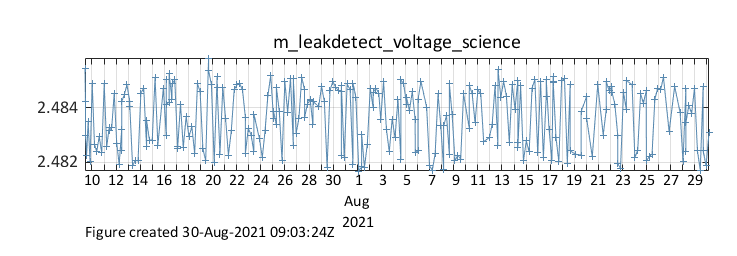 m_leakdetect_voltage_science
2.484
2.482
10 12 14 16 18 20 22 24 26 28 30 1 3 5 7 9 11 13 15 17 19 21 23 25 27 29
Aug
2021
Figure created 30-Aug-2021 09:03:24Z